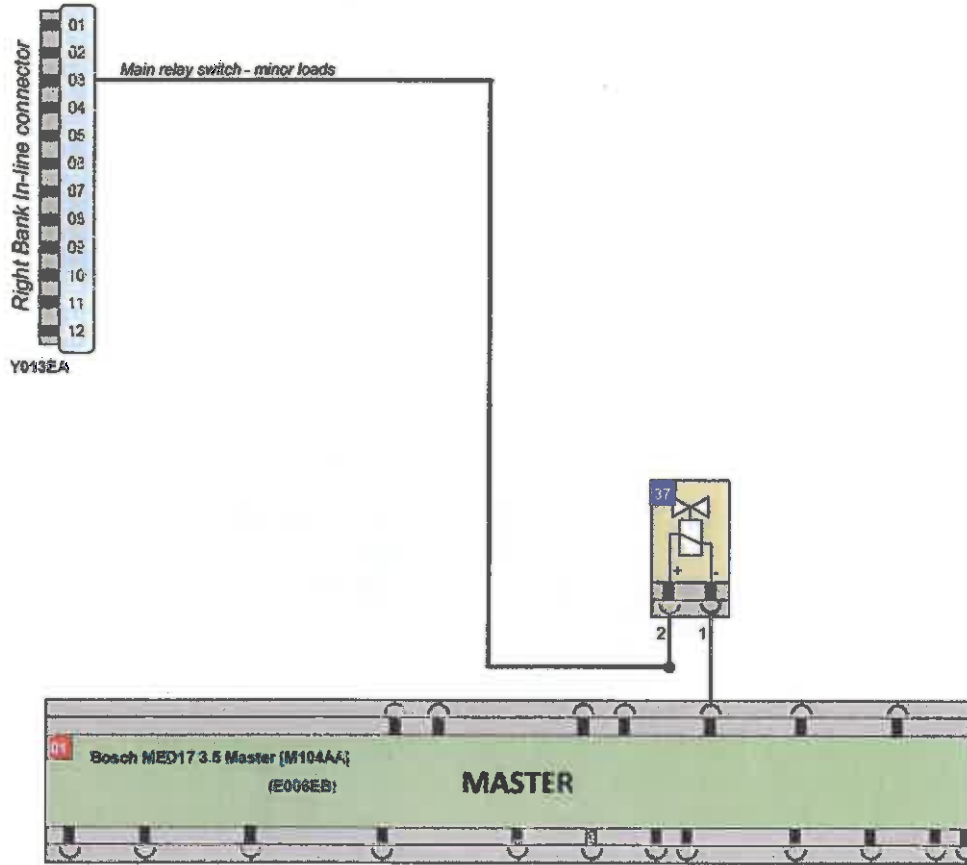 Right Bank In-line connector
01
02
03
04
05
06
07
08
09
10
11
12
Y013EA
Main relay switch - minor loads
37
+ -
2 1
01
Bosch MED17 3.5 Master [M104AA]
(E006EB)
MASTER